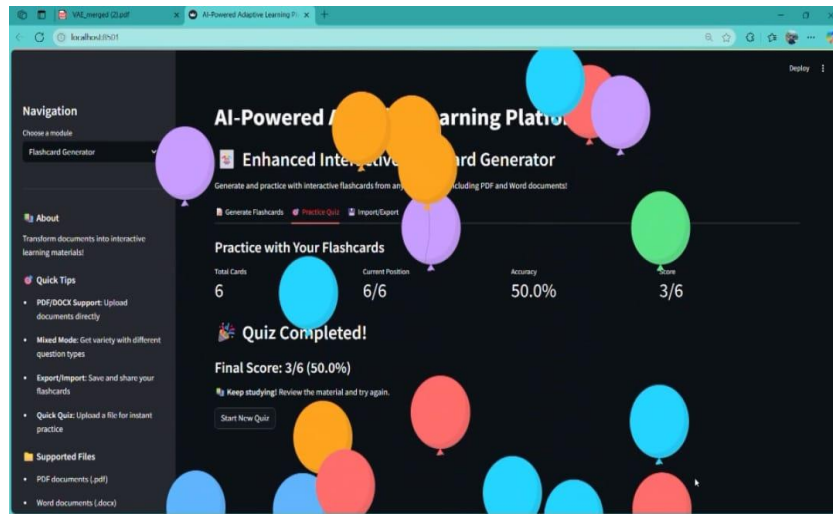 VAE_merged (2).pdf
AI-Powered Adaptive Learning Pl
localhost:8501
Deploy
Navigation
Choose a module
Flashcard Generator
About
Transform documents into interactive
learning materials!
Quick Tips
PDF/DOCX Support: Upload
documents directly
Mixed Mode: Get variety with different
question types
Export/Import: Save and share your
flashcards
Quick Quiz: Upload a file for instant
practice
Supported Files
PDF documents (.pdf)
Word documents (.docx)
AI-Powered A arning Platfo
Enhanced Inte rd Generator
Generate and practice with interactive flashcards from any including PDF and Word documents!
Generate Flashcards Practice Quiz Import/Export
Practice with Your Flashcards
Total Cards Current Position Accuracy Score
6 6/6 50.0% 3/6
Quiz Completed!
Final Score: 3/6 (50.0%)
Keep studying! Review the material and try again.
Start New Quiz